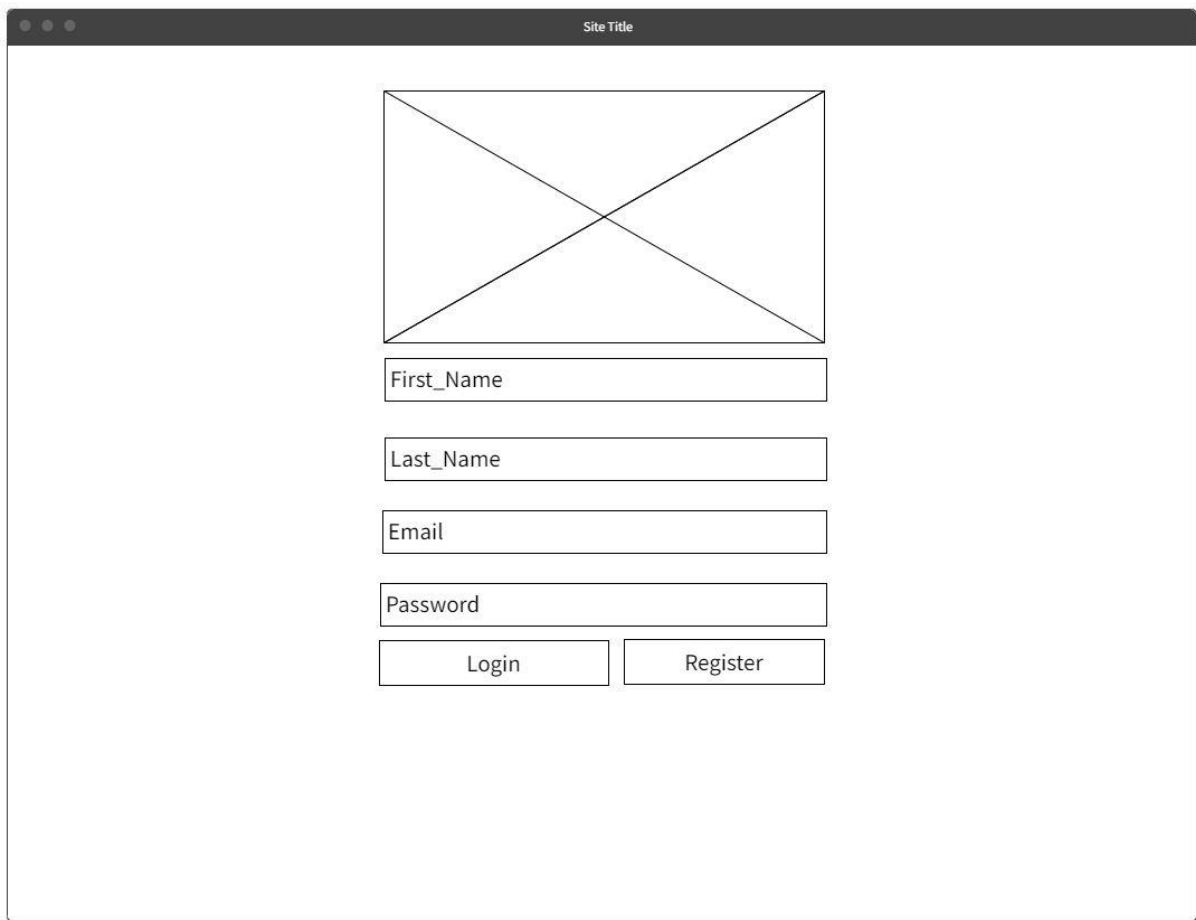 Site Title
First_Name
Last_Name
Email
Password
Login
Register